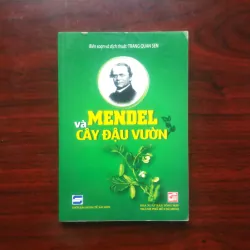 Biên soạn và dịch thuật: TRANG QUAN SEN
MENDEL
và
CÂY ĐẬU VƯỜN